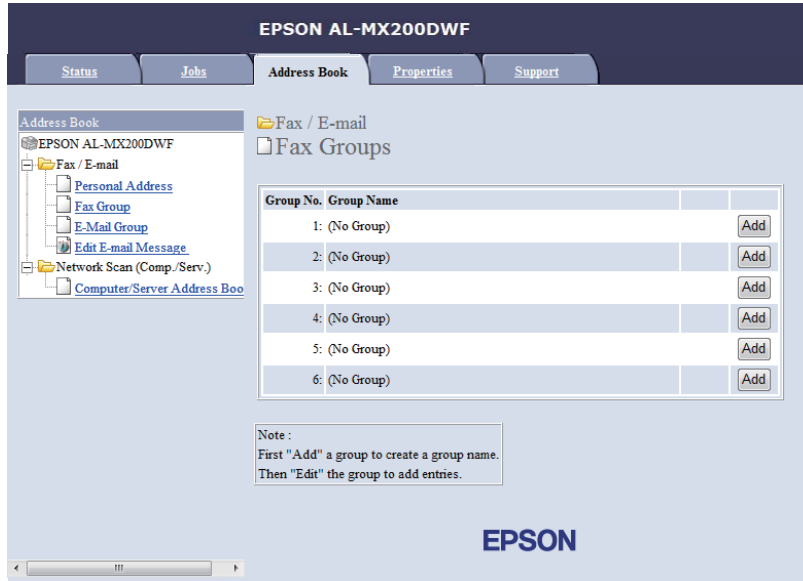 EPSON AL-MX200DWF
Status Jobs Address Book Properties Support
Address Book
EPSON AL-MX200DWF
Fax / E-mail
Personal Address
Fax Group
E-Mail Group
Edit E-mail Message
Network Scan (Comp./Serv.)
Computer/Server Address Boo
Fax / E-mail
Fax Groups
Group No. Group Name
1: (No Group) Add
2: (No Group) Add
3: (No Group) Add
4: (No Group) Add
5: (No Group) Add
6: (No Group) Add
Note :
First "Add" a group to create a group name.
Then "Edit" the group to add entries.
EPSON